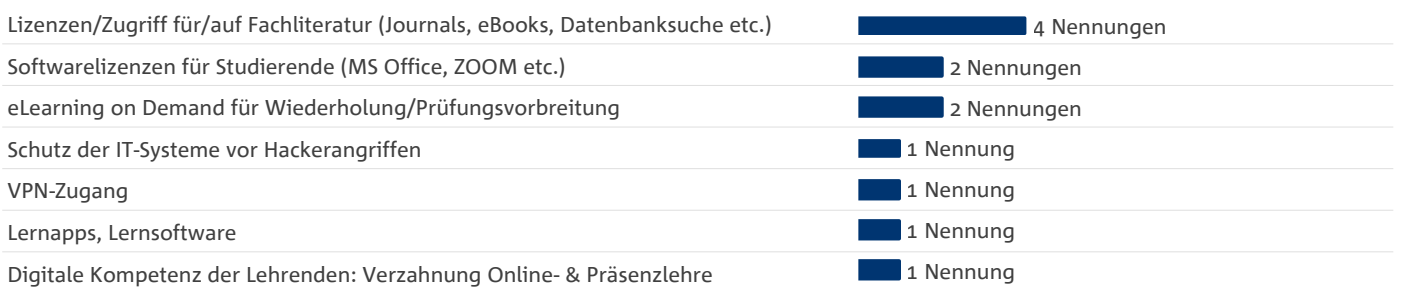 Lizenzen/Zugriff für/auf Fachliteratur (Journals, eBooks, Datenbanksuche etc.) 4 Nennungen
Softwarelizenzen für Studierende (MS Office, ZOOM etc.) 2 Nennungen
eLearning on Demand für Wiederholung/Prüfungsvorbreitung 2 Nennungen
Schutz der IT-Systeme vor Hackerangriffen 1 Nennung
VPN-Zugang 1 Nennung
Lernapps, Lernsoftware 1 Nennung
Digitale Kompetenz der Lehrenden: Verzahnung Online- & Präsenzlehre 1 Nennung